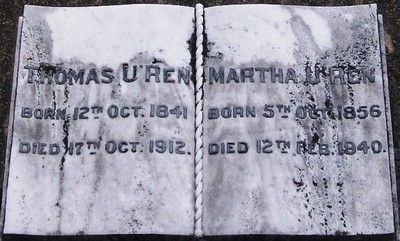 THOMAS U'REN
BORN 12TH OCT. 1841
DIED 17TH OCT. 1912.
MARTHA U'REN
BORN 5TH OCT. 1856
DIED 12TH FEB. 1940.